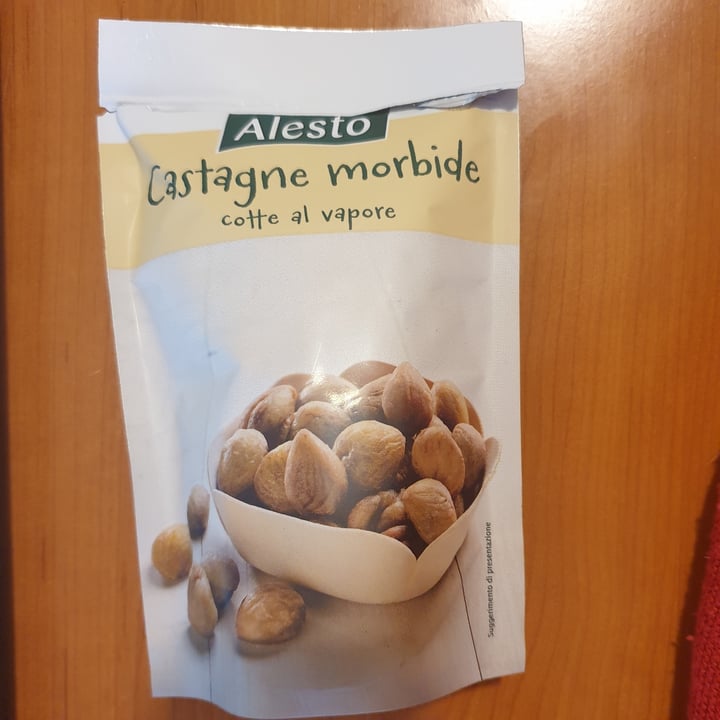 Alesto
Castagne morbide
cotte al vapore
Suggerimento di presentazione